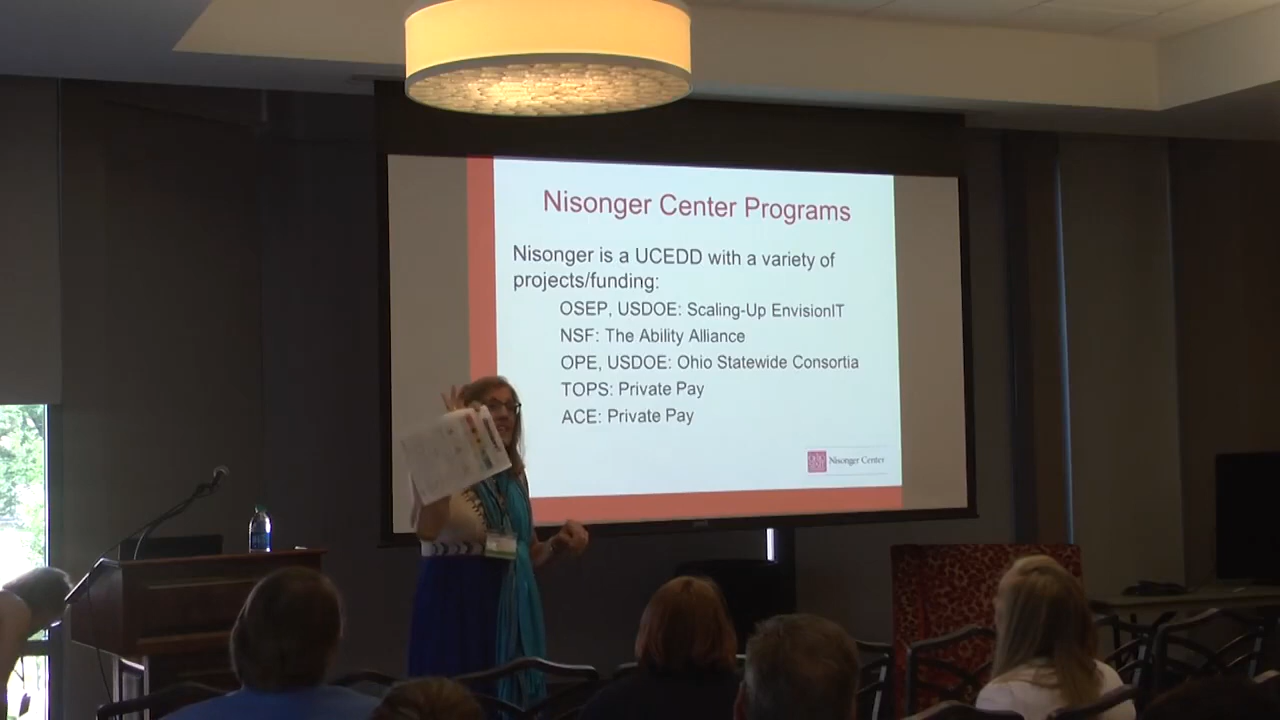 Nisonger Center Programs
Nisonger is a UCEDD with a variety of
projects/funding:
OSEP, USDOE: Scaling-Up EnvisionIT
NSF: The Ability Alliance
OPE, USDOE: Ohio Statewide Consortia
TOPS: Private Pay
ACE: Private Pay
Nisonger Center